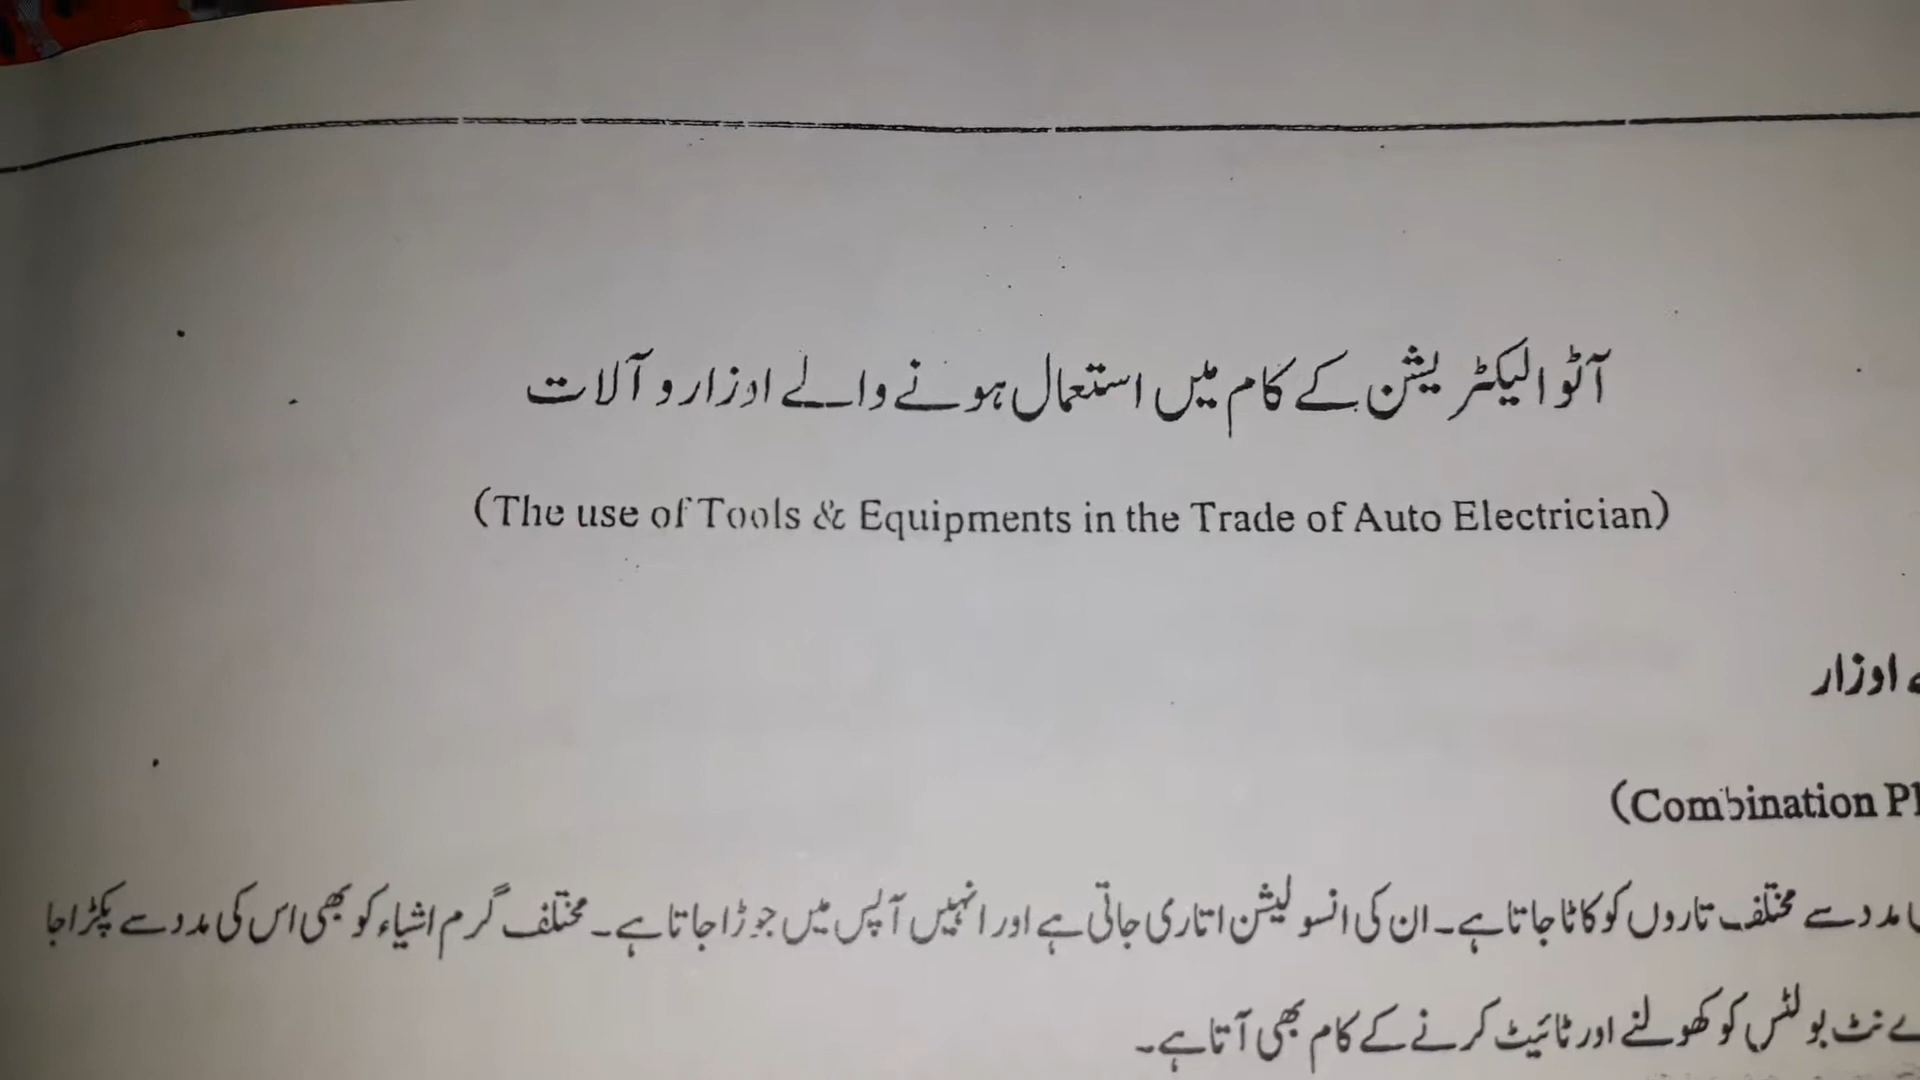 آٹو الیکٹریشن کے کام میں استعمال ہونے والے اوزار و آلات
(The use of Tools & Equipments in the Trade of Auto Electrician)
اوزار
(Combination
مدد سے مختلف تاروں کو کاٹا جاتا ہے۔ ان کی انسولیشن اتاری جاتی ہے اور انہیں آپس میں جوڑا جاتا ہے۔ مختلف گرم اشیاء کو بھی اس کی مدد سے پکڑا جا
نٹ بولٹس کو کھولنے اور ٹائیٹ کرنے کے کام بھی آتا ہے۔